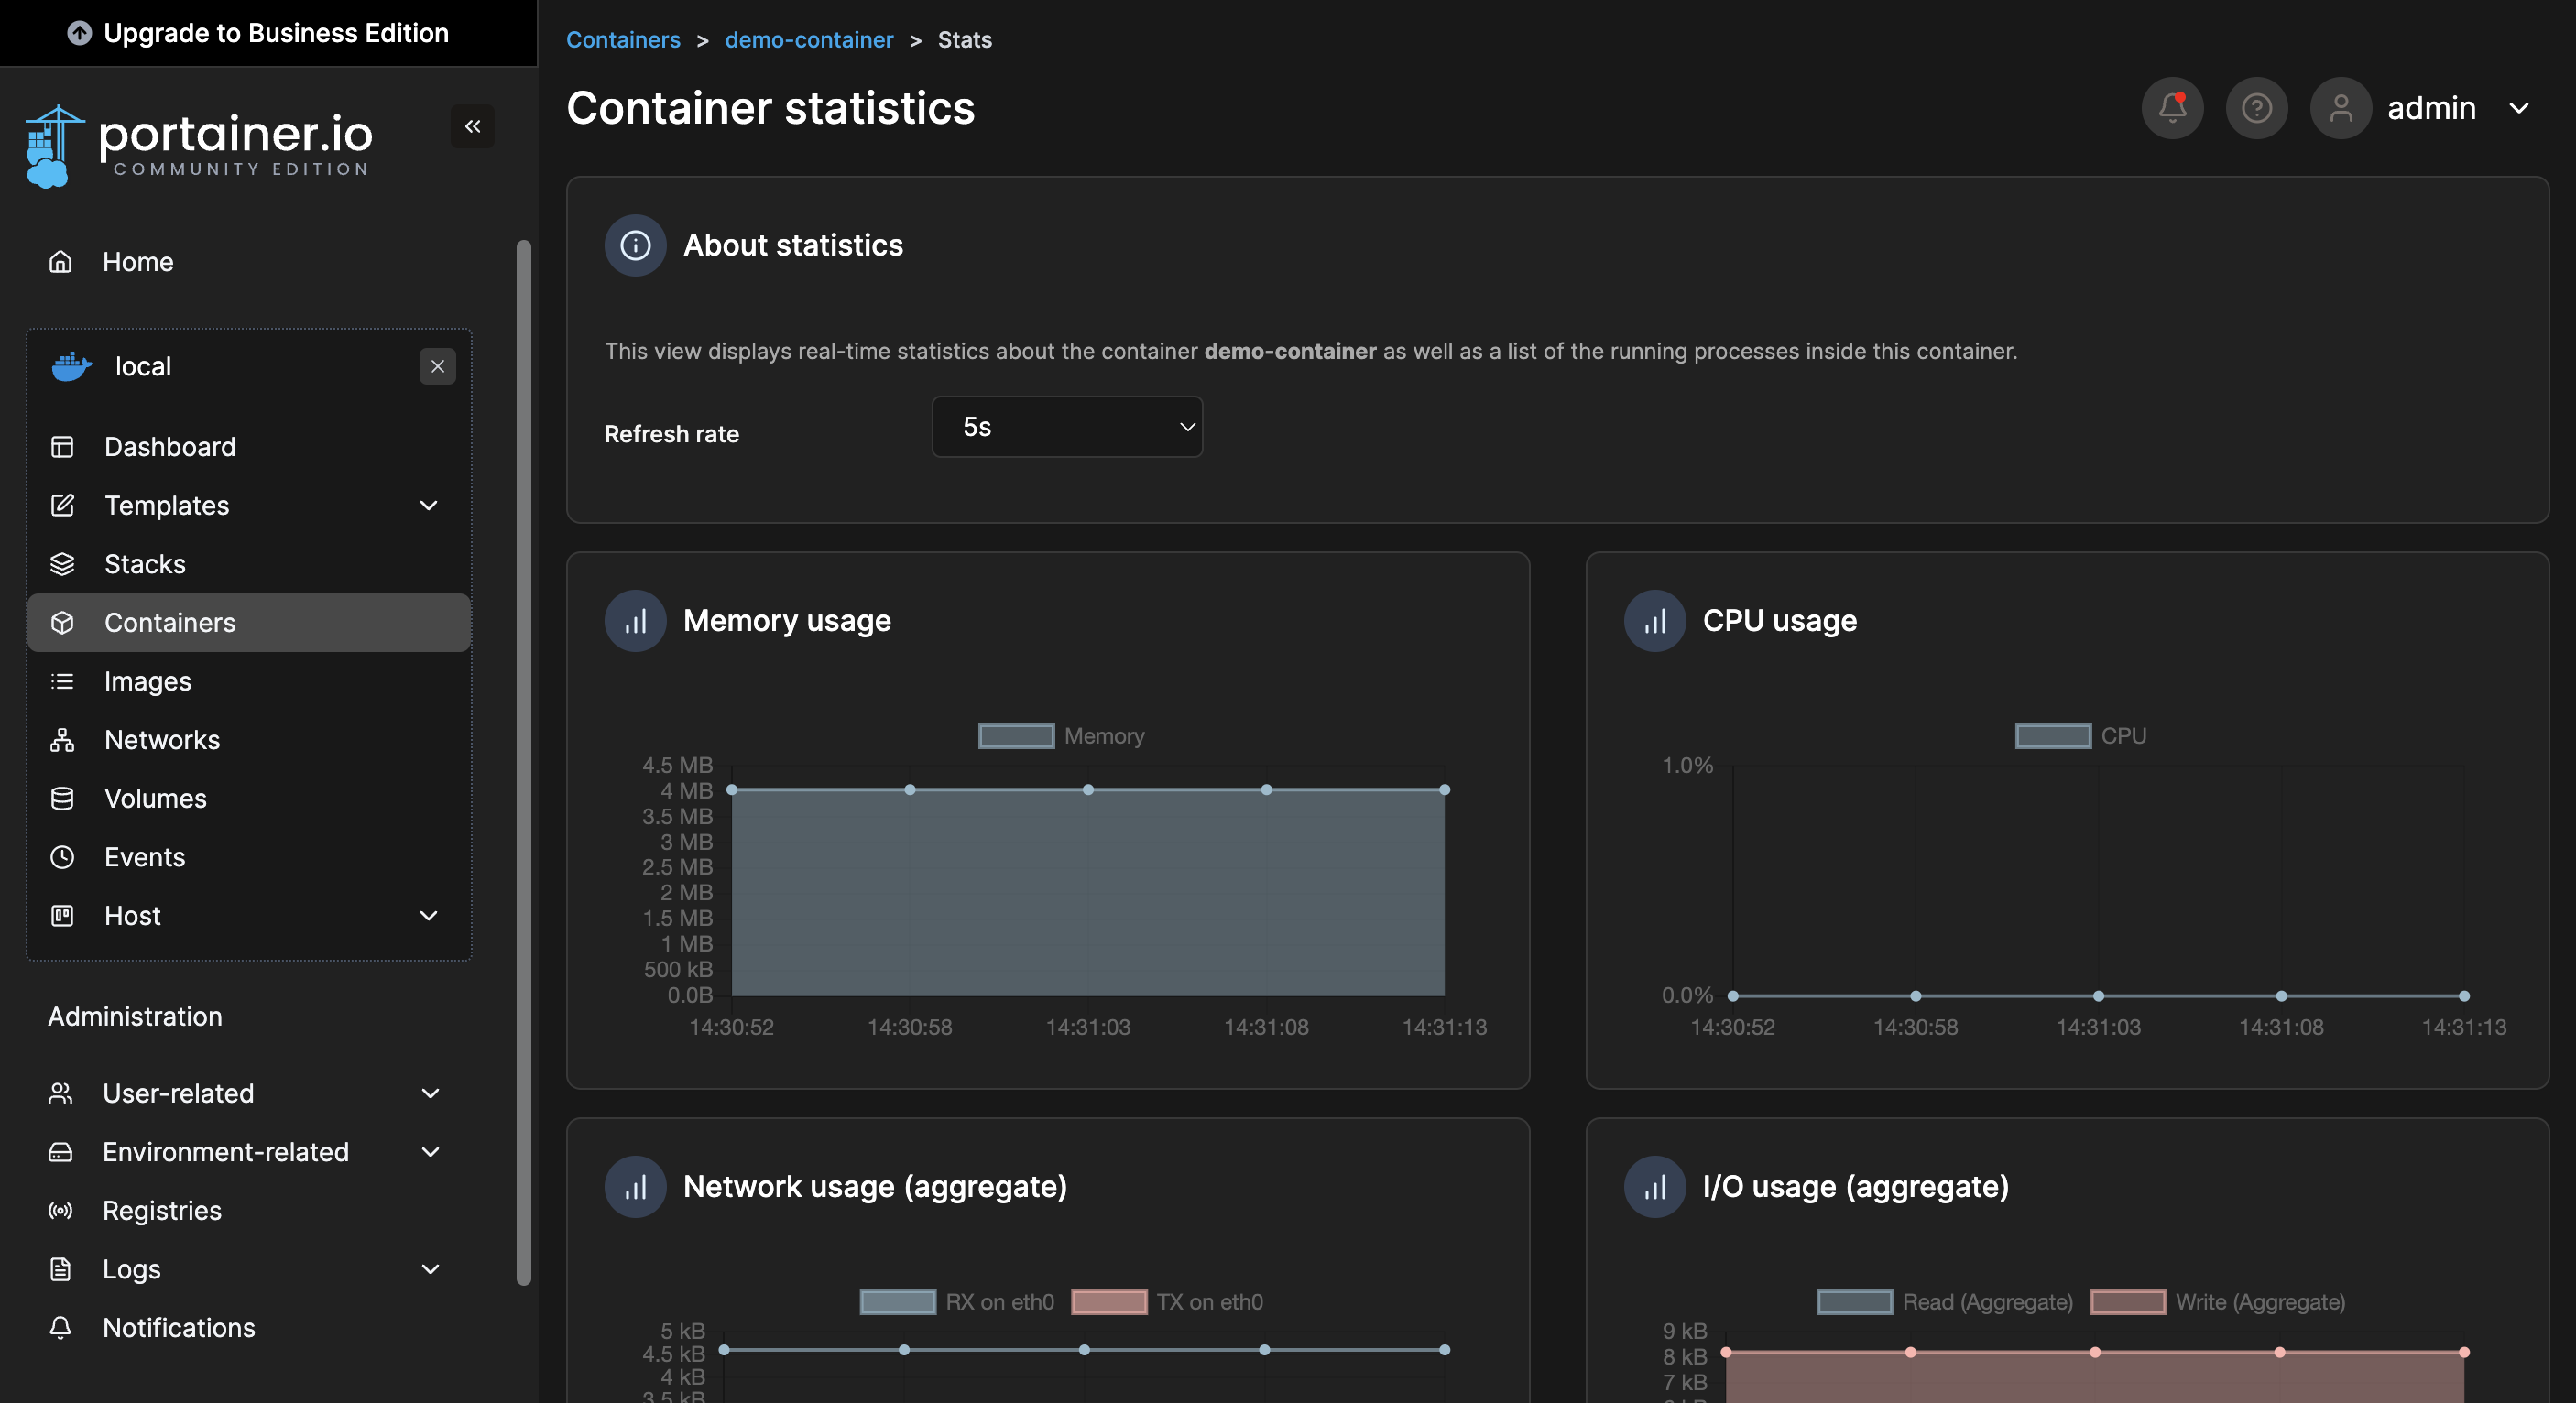 Upgrade to Business Edition
portainer.io
COMMUNITY EDITION
Home
local
Dashboard
Templates
Stacks
Containers
Images
Networks
Volumes
Events
Host
Administration
User-related
Environment-related
Registries
Logs
Notifications
Containers > demo-container > Stats
Container statistics
admin
About statistics
This view displays real-time statistics about the container demo-container as well as a list of the running processes inside this container.
Refresh rate
5s
Memory usage
Memory
4.5 MB
4 MB
3.5 MB
3 MB
2.5 MB
2 MB
1.5 MB
1 MB
500 kB
0.0B
14:30:52 14:30:58 14:31:03 14:31:08 14:31:13
CPU usage
CPU
1.0%
0.0%
14:30:52 14:30:58 14:31:03 14:31:08 14:31:13
Network usage (aggregate)
RX on eth0 TX on eth0
5 kB
4.5 kB
4 kB
3.5 kB
I/O usage (aggregate)
Read (Aggregate) Write (Aggregate)
9 kB
8 kB
7 kB